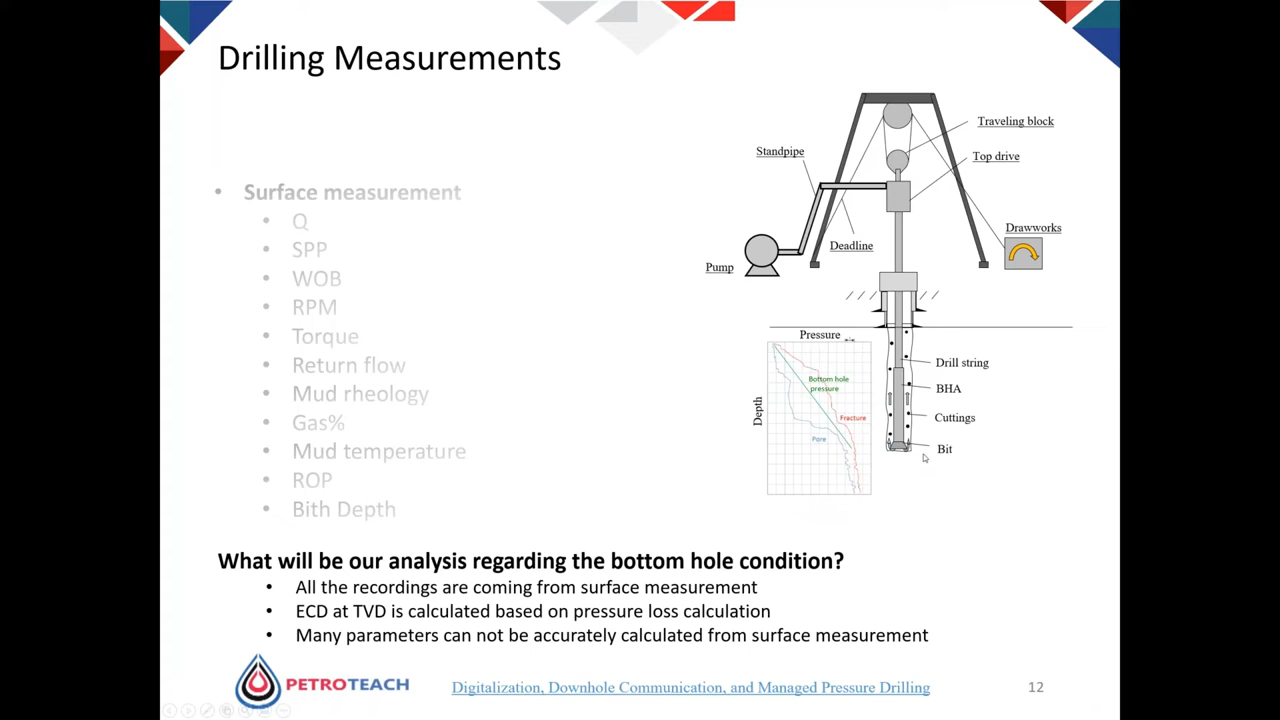 Drilling Measurements
• Surface measurement
• Q
• SPP
• WOB
• RPM
• Torque
• Return flow
• Mud rheology
• Gas%
• Mud temperature
• ROP
• Bith Depth
Traveling block
Standpipe
Top drive
Deadline
Drawworks
Pump
Pressure
Depth
Bottom hole
pressure
Fracture
Pore
Drill string
BHA
Cuttings
Bit
What will be our analysis regarding the bottom hole condition?
• All the recordings are coming from surface measurement
• ECD at TVD is calculated based on pressure loss calculation
• Many parameters can not be accurately calculated from surface measurement
PETROTEACH
Digitalization, Downhole Communication, and Managed Pressure Drilling
12